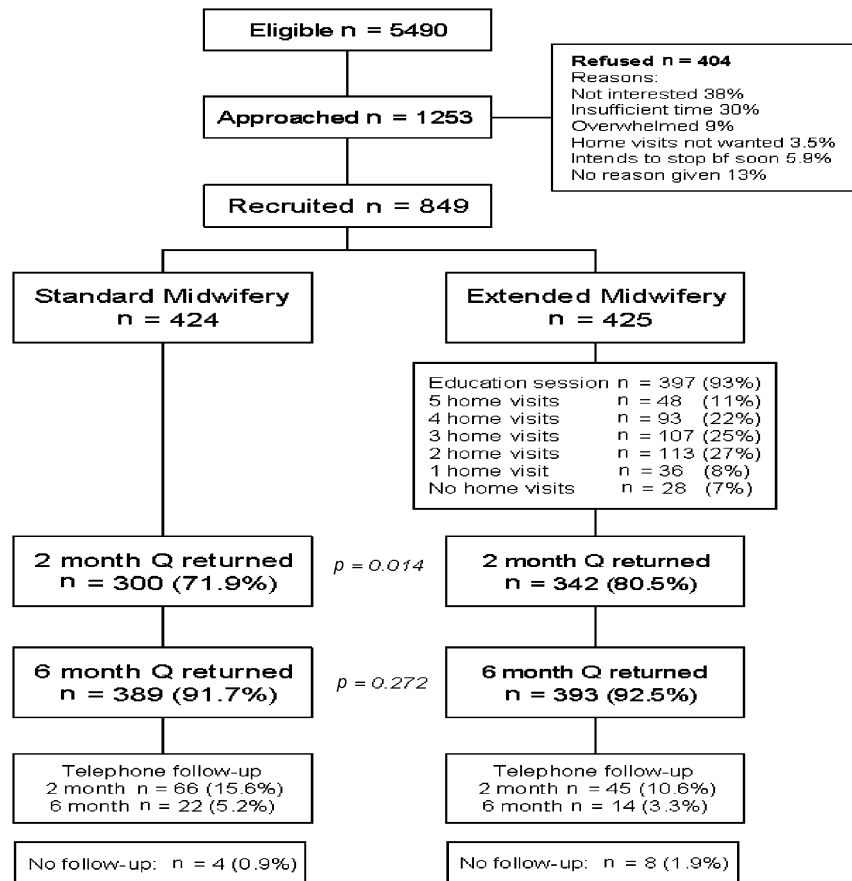 Eligible n = 5490
Refused n = 404
Reasons:
Not interested 38%
Insufficient time 30%
Overwhelmed 9%
Home visits not wanted 3.5%
Intends to stop bf soon 5.9%
No reason given 13%
Approached n = 1253
Recruited n = 849
Standard Midwifery
n = 424
Extended Midwifery
n = 425
Education session n = 397 (93%)
5 home visits n = 48 (11%)
4 home visits n = 93 (22%)
3 home visits n = 107 (25%)
2 home visits n = 113 (27%)
1 home visit n = 36 (8%)
No home visits n = 28 (7%)
2 month Q returned
n = 300 (71.9%)
p = 0.014
2 month Q returned
n = 342 (80.5%)
6 month Q returned
n = 389 (91.7%)
p = 0.272
6 month Q returned
n = 393 (92.5%)
Telephone follow-up
2 month n = 66 (15.6%)
6 month n = 22 (5.2%)
Telephone follow-up
2 month n = 45 (10.6%)
6 month n = 14 (3.3%)
No follow-up: n = 4 (0.9%)
No follow-up: n = 8 (1.9%)